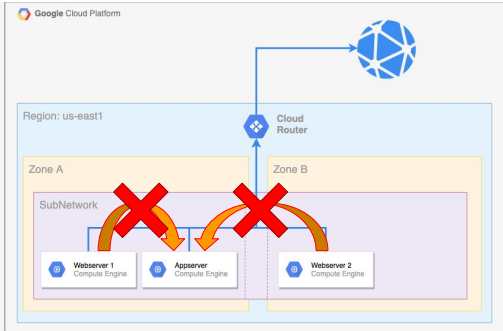 Google Cloud Platform
Region: us-east1
Cloud
Router
Zone A
Zone B
SubNetwork
Webserver 1
Compute Engine
Appserver
Compute Engine
Webserver 2
Compute Engine